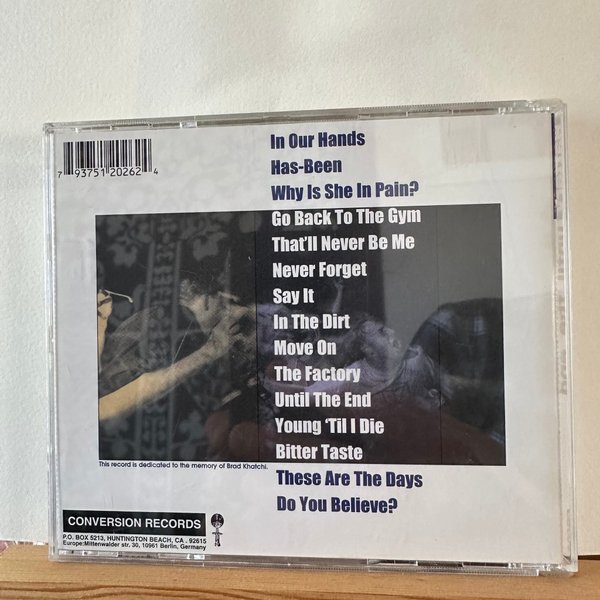 In Our Hands
Has-Been
Why Is She In Pain?
Go Back To The Gym
That'll Never Be Me
Never Forget
Say It
In The Dirt
Move On
The Factory
Until The End
Young 'Til I Die
Bitter Taste
These Are The Days
Do You Believe?
7 93751 20262 4
This record is dedicated to the memory of Brad Khatchi.
CONVERSION RECORDS
P.O. BOX 5213, HUNTINGTON BEACH, CA . 92615
Europe:Mittenwalder str. 30, 10961 Berlin, Germany